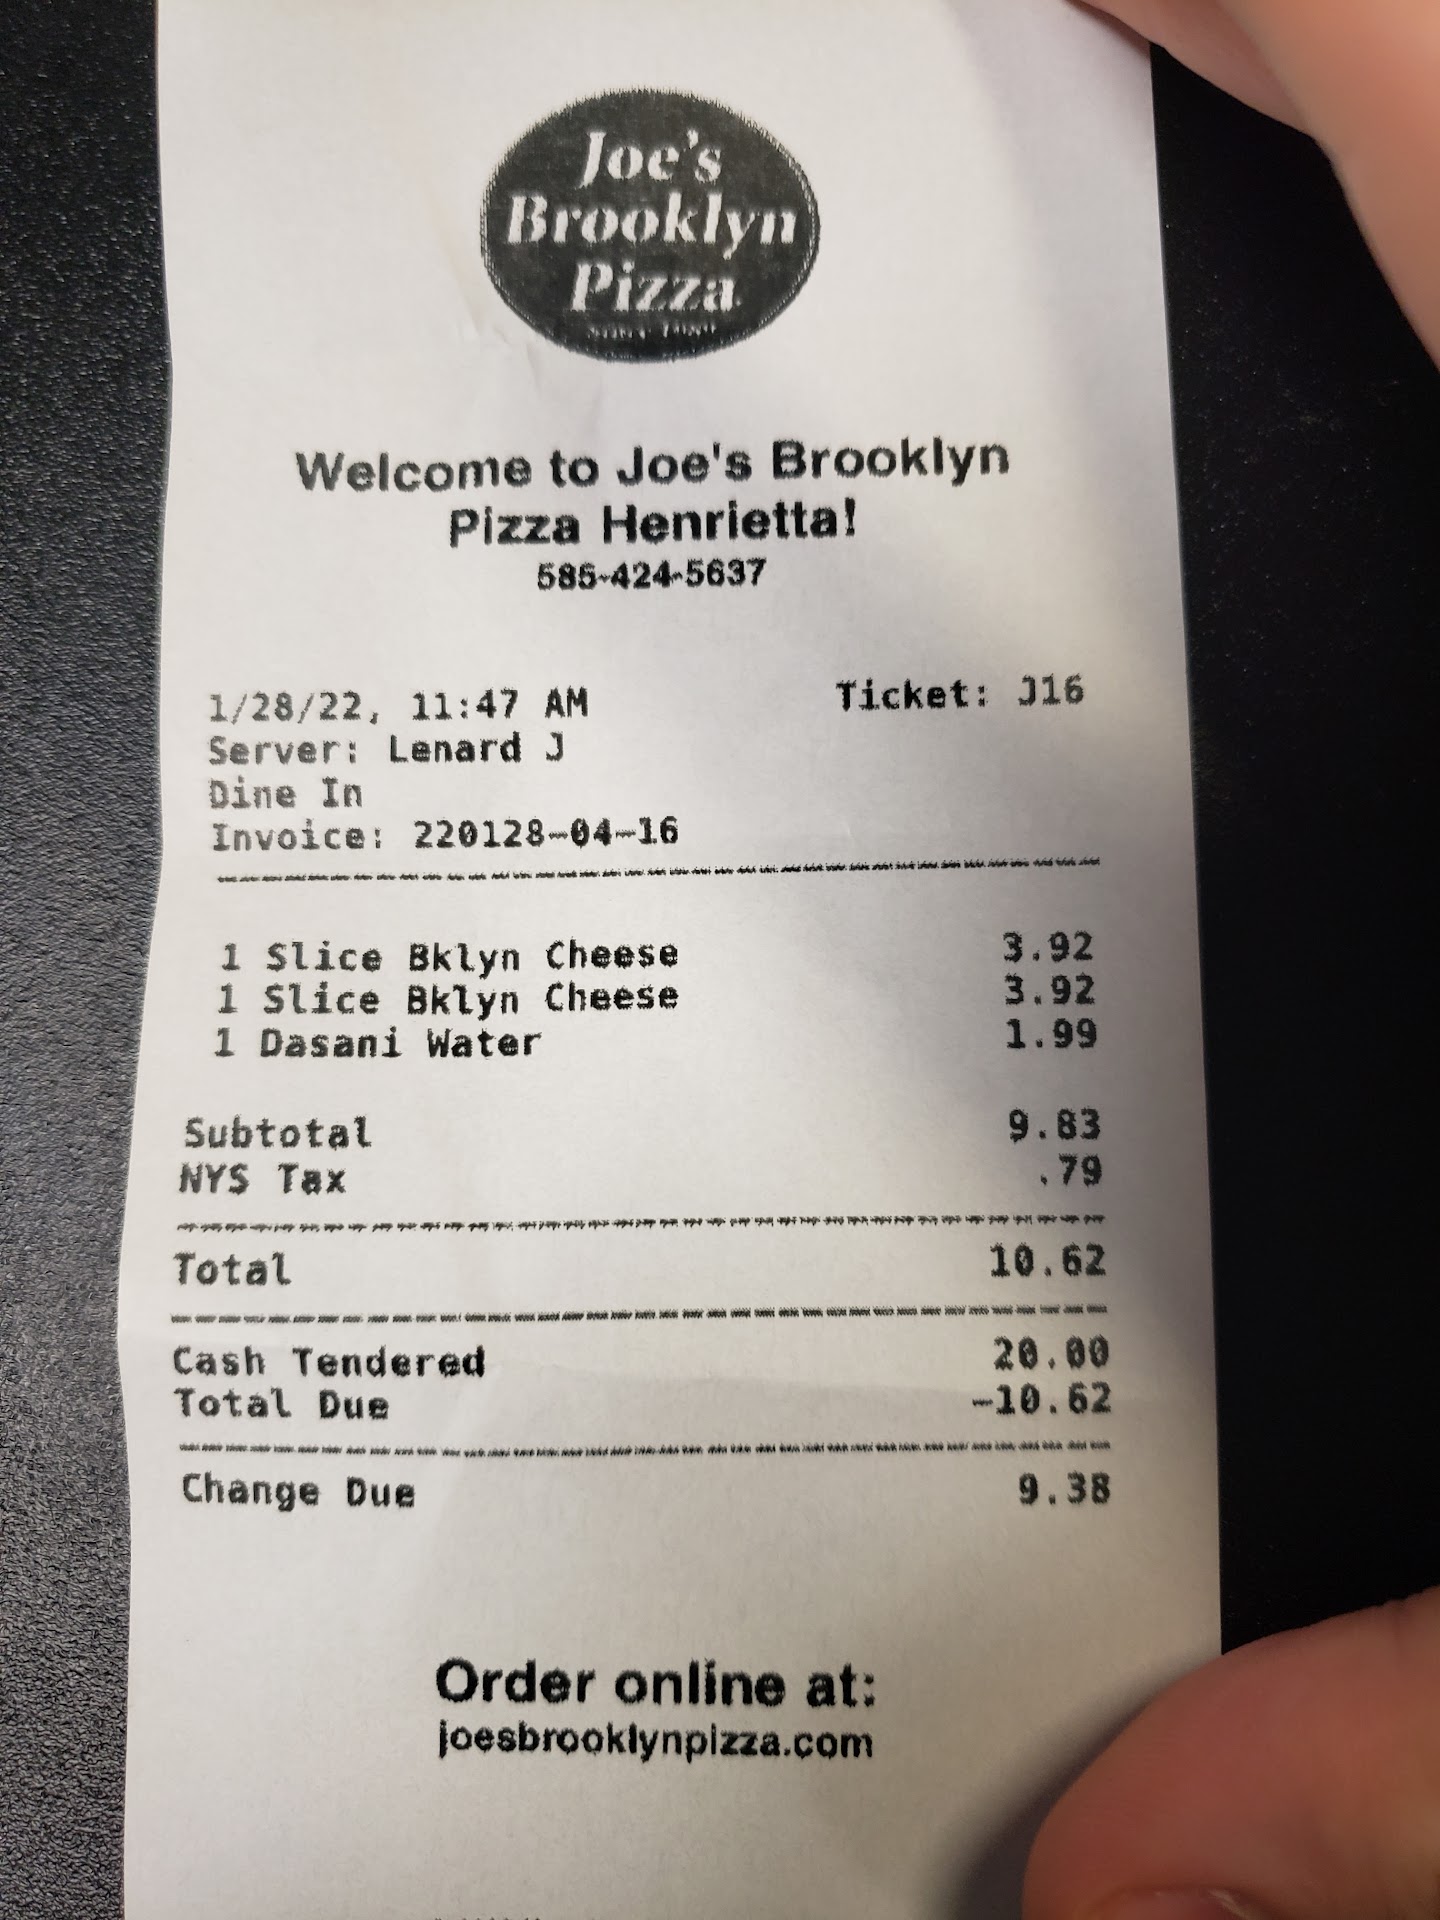 Joe's
Brooklyn
Pizza
Welcome to Joe's Brooklyn
Pizza Henrietta!
585-424-5637
1/28/22, 11:47 AM Ticket: J16
Server: Lenard J
Dine In
Invoice: 220128-04-16
1 Slice Bklyn Cheese 3.92
1 Slice Bklyn Cheese 3.92
1 Dasani Water 1.99
Subtotal 9.83
NYS Tax .79
Total 10.62
Cash Tendered 20.00
Total Due -10.62
Change Due 9.38
Order online at:
joesbrooklynpizza.com